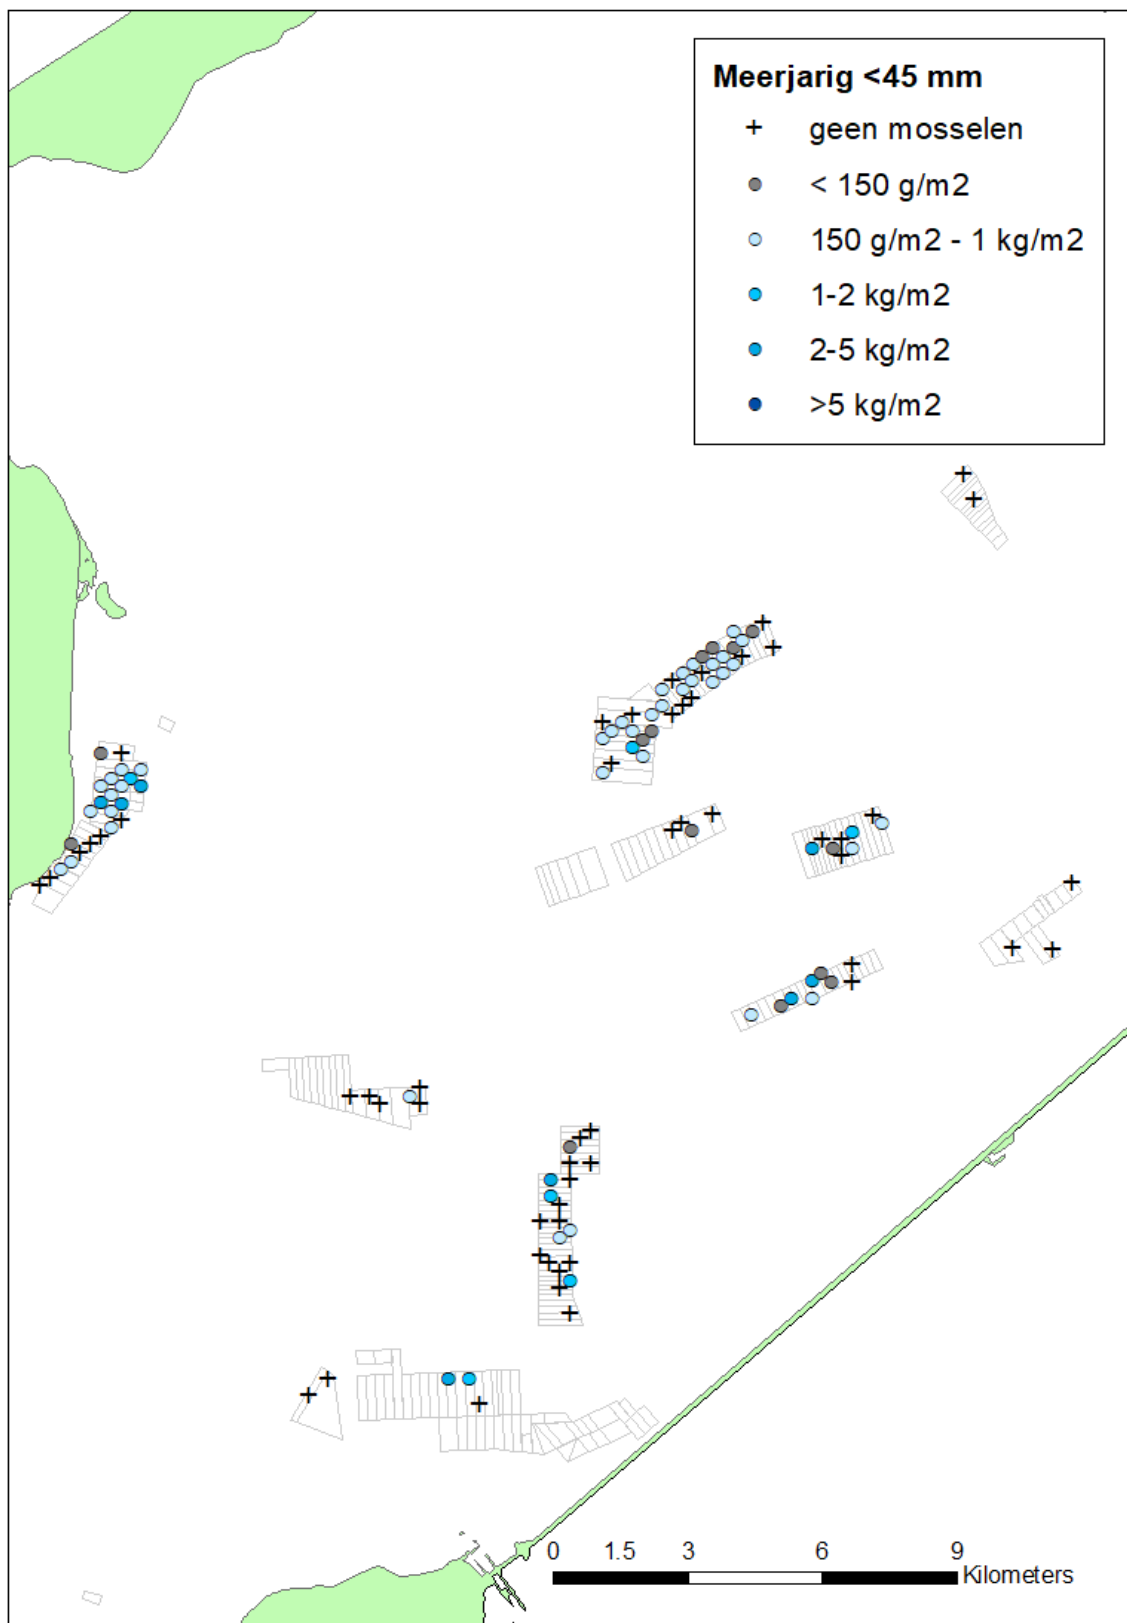 Meerjarig <45 mm
geen mosselen
< 150 g/m2
150 g/m2 - 1 kg/m2
1-2 kg/m2
2-5 kg/m2
>5 kg/m2
0 1.5 3 6 9
Kilometers